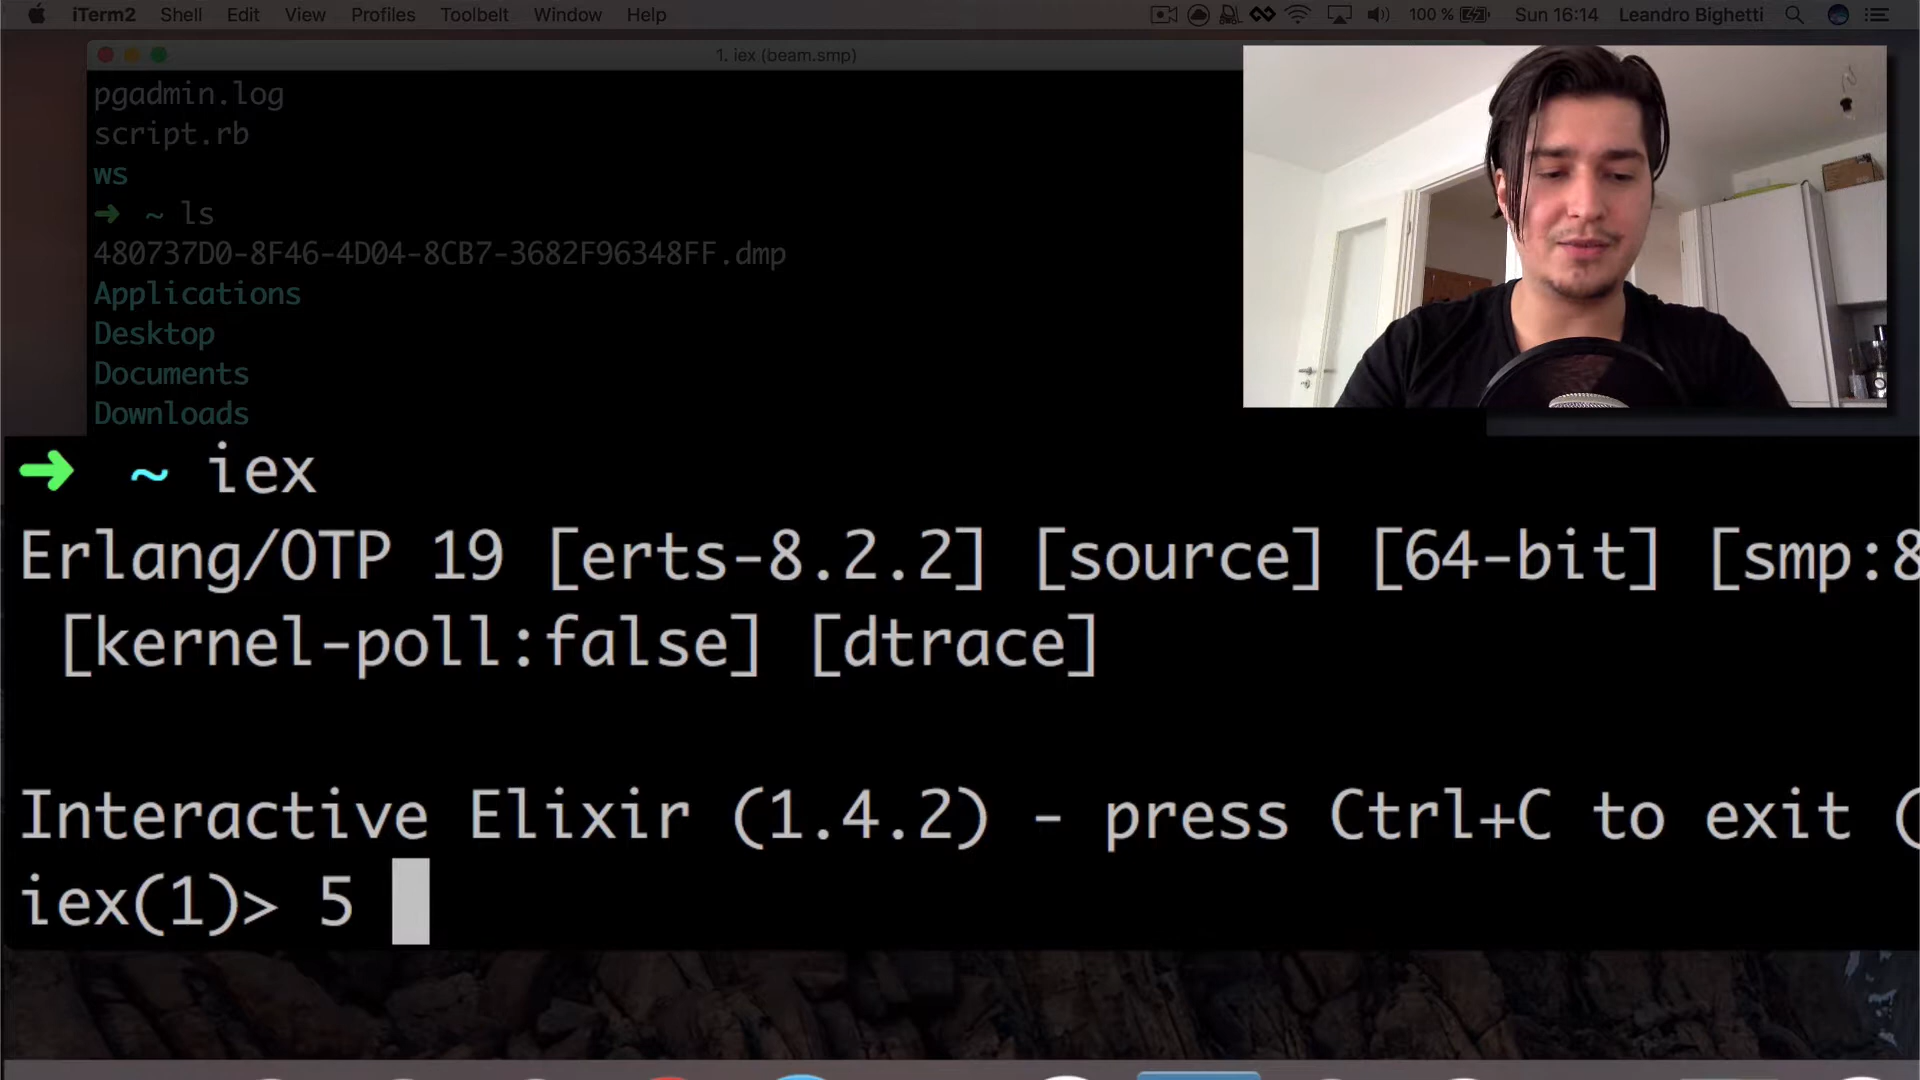 iTerm2 Shell Edit View Profiles Toolbelt Window Help 100 % Sun 16:14 Leandro Bighetti
1. iex (beam.smp)
pgadmin.log
script.rb
ws
➜ ~ ls
480737D0-8F46-4D04-8CB7-3682F96348FF.dmp
Applications
Desktop
Documents
Downloads
➜ ~ iex
Erlang/OTP 19 [erts-8.2.2] [source] [64-bit] [smp:8
[kernel-poll:false] [dtrace]
Interactive Elixir (1.4.2) - press Ctrl+C to exit (
iex(1)> 5